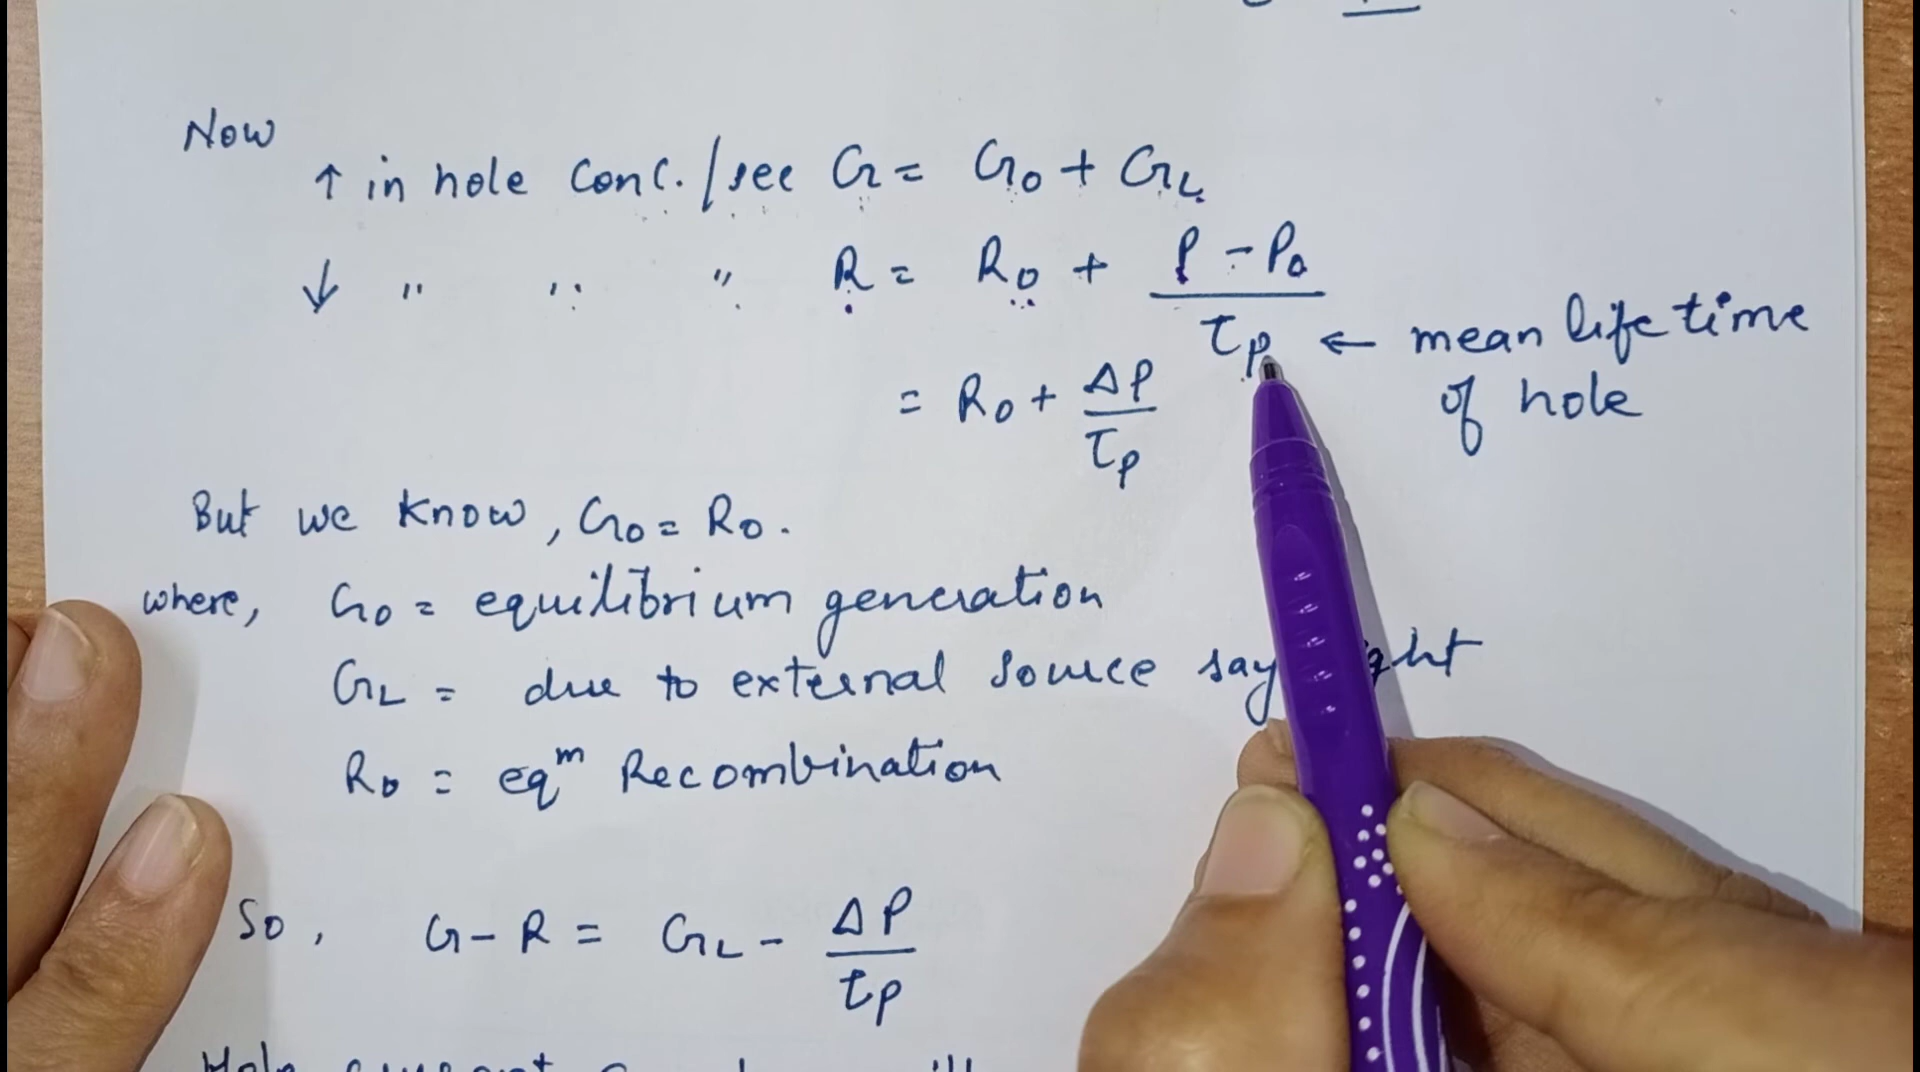 Now
↑ in hole conc. / sec G = G₀ + G_L
↓ " " " R = R₀ + (P - P₀) / τp ← mean life time of hole
= R₀ + ΔP / τp
But we know, G₀ = R₀.
where, G₀ = equilibrium generation
G_L = due to external source say
R₀ = eqᵐ Recombination
So, G - R = G_L - ΔP / τp
Hole